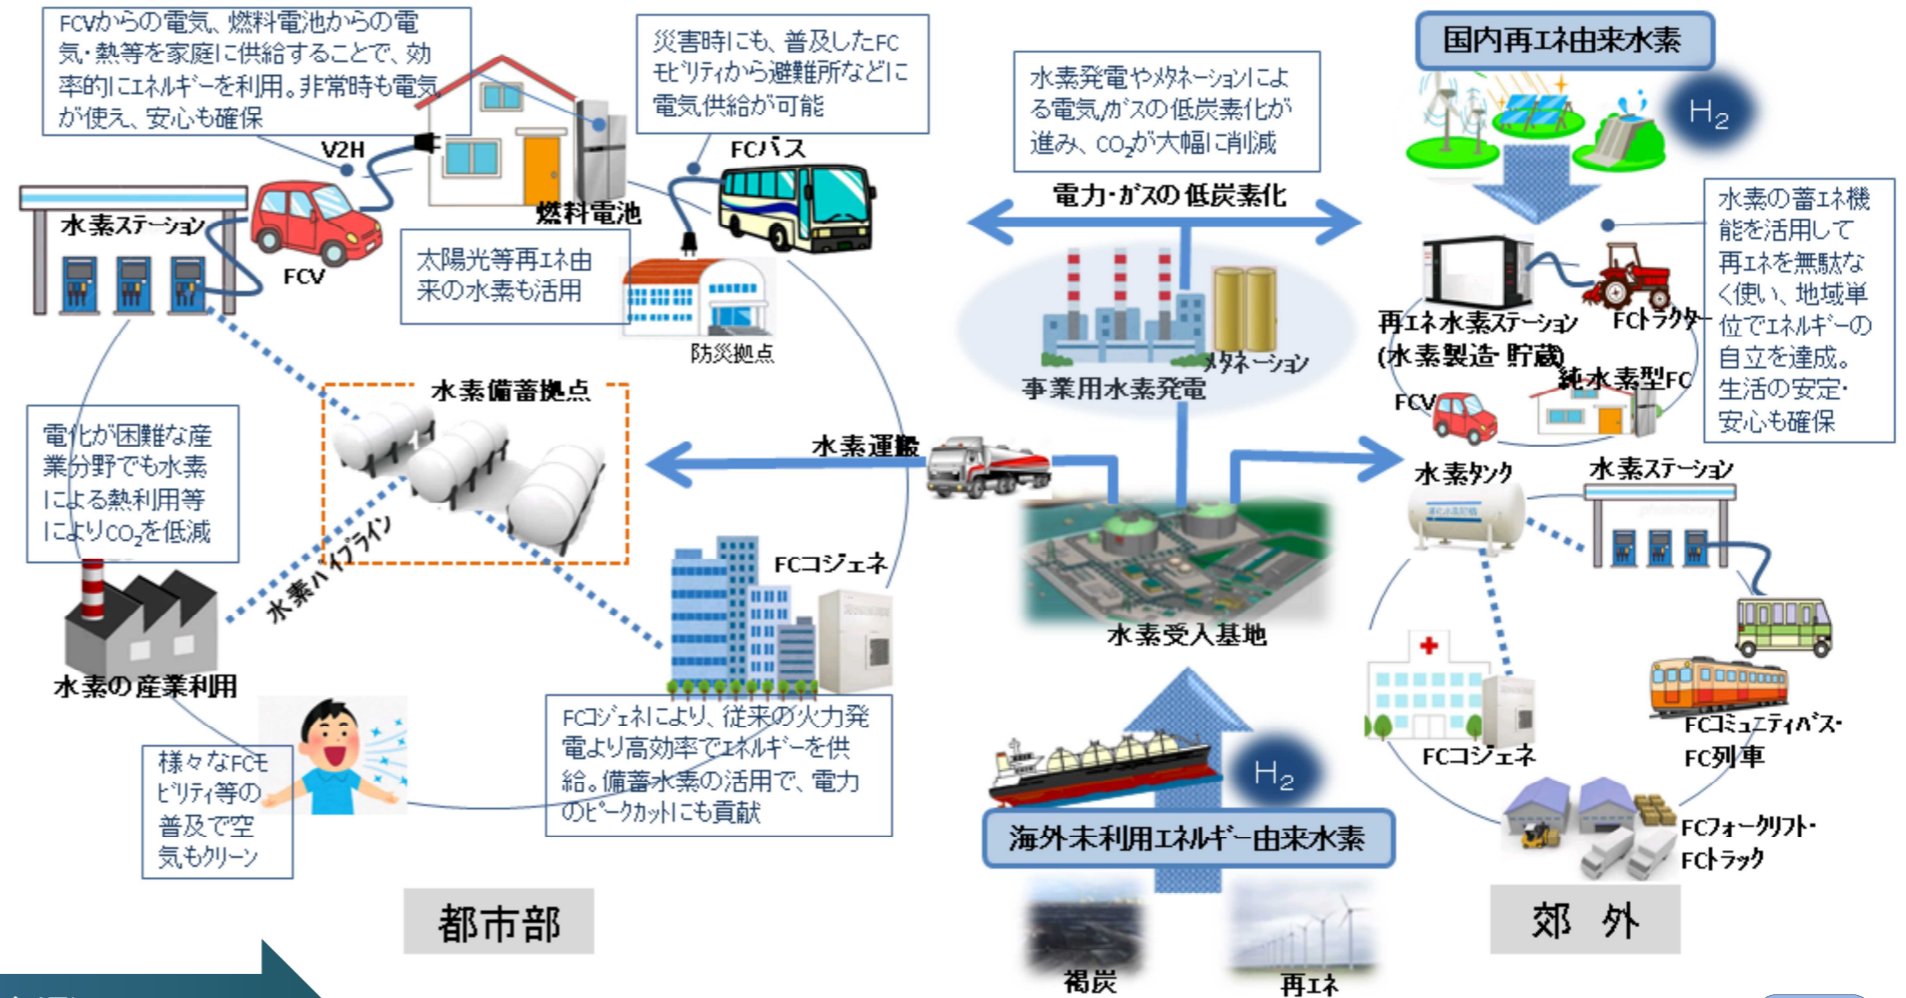 FCVからの電気、燃料電池からの電
気・熱等を家庭に供給することで、効
率的にエネルギーを利用。非常時も電気
が使え、安心も確保
V2H
水素ステーション
FCV
燃料電池
災害時にも、普及したFC
モビリティから避難所などに
電気供給が可能
FCバス
太陽光等再エネ由
来の水素も活用
防災拠点
水素備蓄拠点
電化が困難な産
業分野でも水素
による熱利用等
によりCO₂を低減
水素パイプライン
水素の産業利用
様々なFCモ
ビリティ等の
普及で空
気もクリーン
FCコジェネ
FCコジェネにより、従来の火力発
電より高効率でエネルギーを供
給。備蓄水素の活用で、電力
のピークカットにも貢献
都市部
水素発電やメタネーションによ
る電気/ガスの低炭素化が
進み、CO₂が大幅に削減
電力・ガスの低炭素化
メタネーション
事業用水素発電
水素運搬
水素受入基地
H₂
海外未利用エネルギー由来水素
褐炭
再エネ
国内再エネ由来水素
H₂
水素の蓄エネ機
能を活用して
再エネを無駄な
く使い、地域単
位でエネルギーの
自立を達成。
生活の安定・
安心も確保
再エネ水素ステーション
(水素製造・貯蔵)
FCトラクター
純水素型FC
FCV
水素タンク
水素ステーション
FCコジェネ
FCコミュニティバス・
FC列車
FCフォークリフト・
FCトラック
郊 外